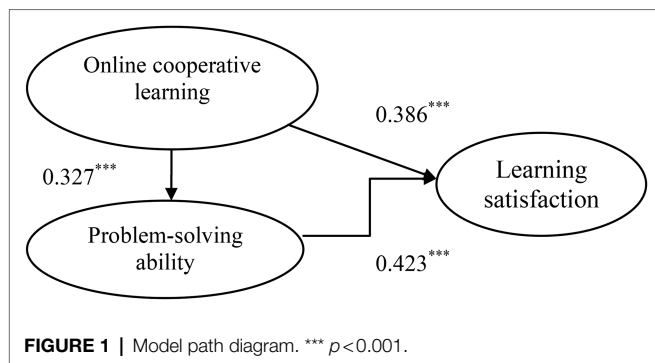 Online cooperative
learning
0.386***
0.327***
Learning
satisfaction
Problem-solving
ability
0.423***
FIGURE 1 | Model path diagram. *** p<0.001.